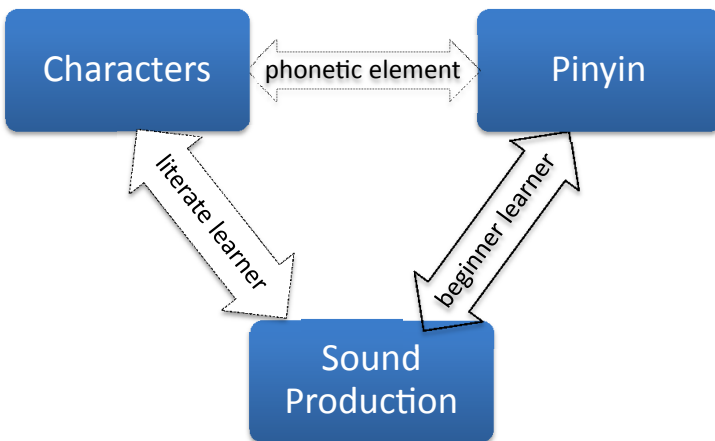 Characters
phonetic element
Pinyin
literate learner
beginner learner
Sound
Production